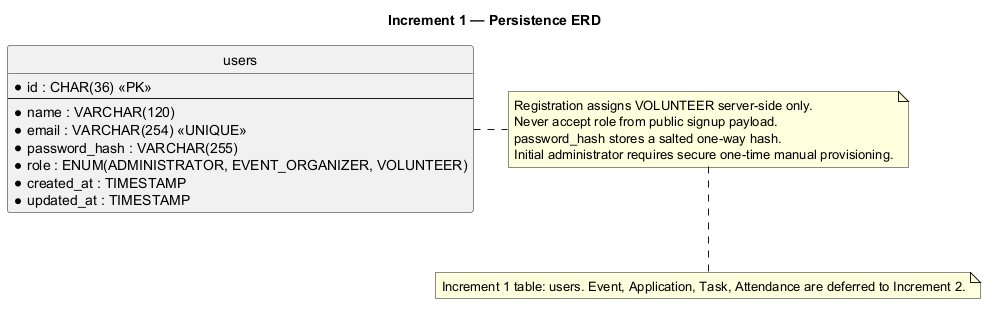 Increment 1 — Persistence ERD
users
id : CHAR(36) «PK»
name : VARCHAR(120)
email : VARCHAR(254) «UNIQUE»
password_hash : VARCHAR(255)
role : ENUM(ADMINISTRATOR, EVENT_ORGANIZER, VOLUNTEER)
created_at : TIMESTAMP
updated_at : TIMESTAMP
Registration assigns VOLUNTEER server-side only.
Never accept role from public signup payload.
password_hash stores a salted one-way hash.
Initial administrator requires secure one-time manual provisioning.
Increment 1 table: users. Event, Application, Task, Attendance are deferred to Increment 2.